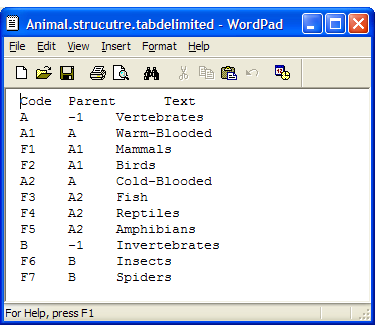 Animal.strucutre.tabdelimited - WordPad
File Edit View Insert Format Help
Code Parent Text
A -1 Vertebrates
A1 A Warm-Blooded
F1 A1 Mammals
F2 A1 Birds
A2 A Cold-Blooded
F3 A2 Fish
F4 A2 Reptiles
F5 A2 Amphibians
B -1 Invertebrates
F6 B Insects
F7 B Spiders
For Help, press F1